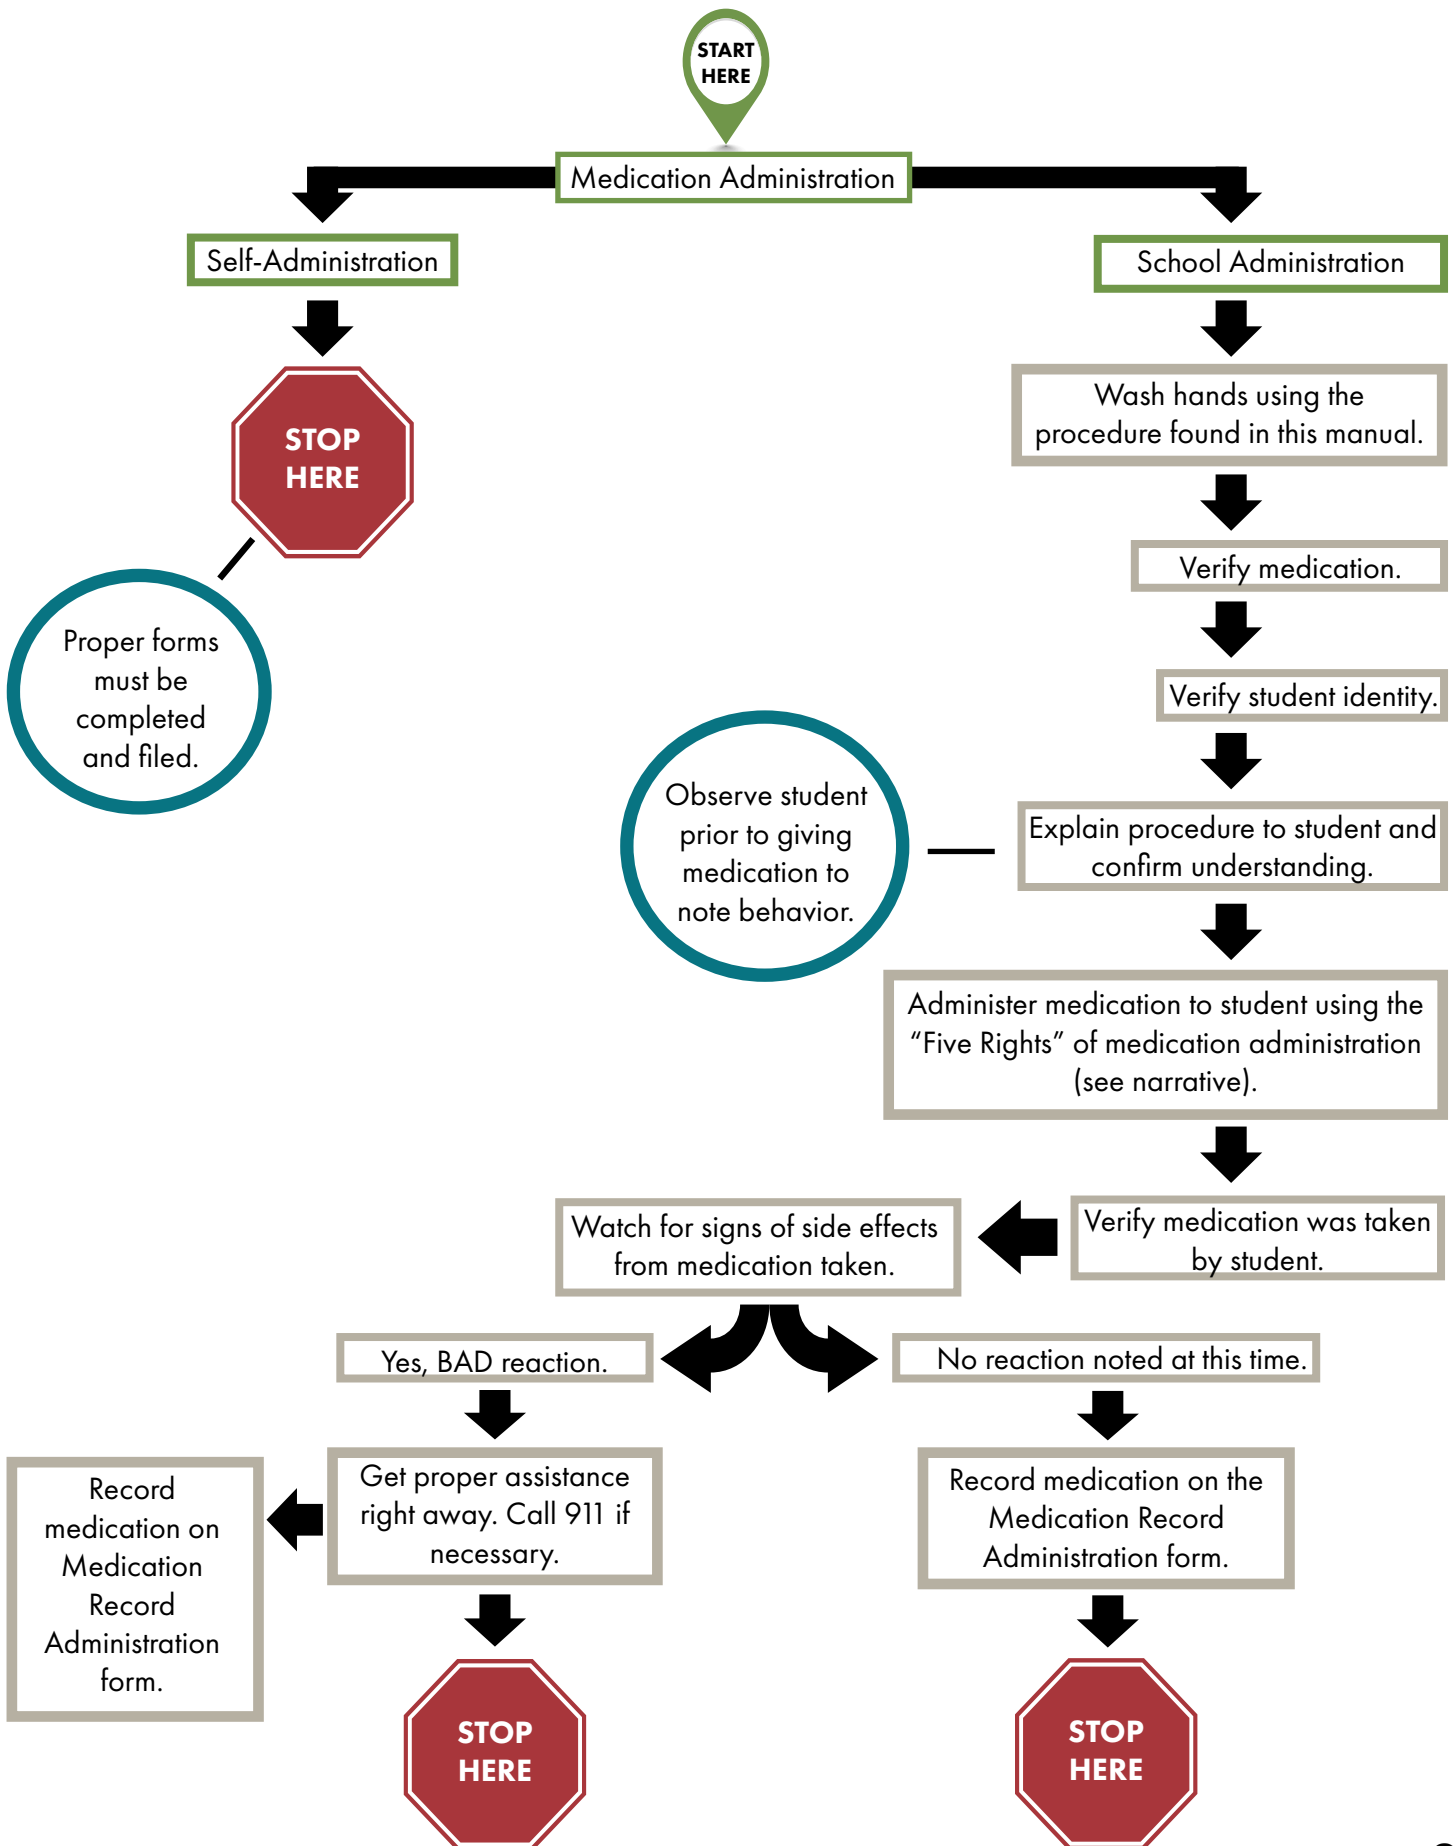 START
HERE
Medication Administration
Self-Administration
School Administration
STOP
HERE
Wash hands using the
procedure found in this manual.
Verify medication.
Proper forms
must be
completed
and filed.
Verify student identity.
Observe student
prior to giving
medication to
note behavior.
Explain procedure to student and
confirm understanding.
Administer medication to student using the
“Five Rights” of medication administration
(see narrative).
Verify medication was taken
by student.
Watch for signs of side effects
from medication taken.
Yes, BAD reaction.
No reaction noted at this time.
Get proper assistance
right away. Call 911 if
necessary.
Record
medication on
Medication
Record
Administration
form.
Record medication on the
Medication Record
Administration form.
STOP
HERE
STOP
HERE